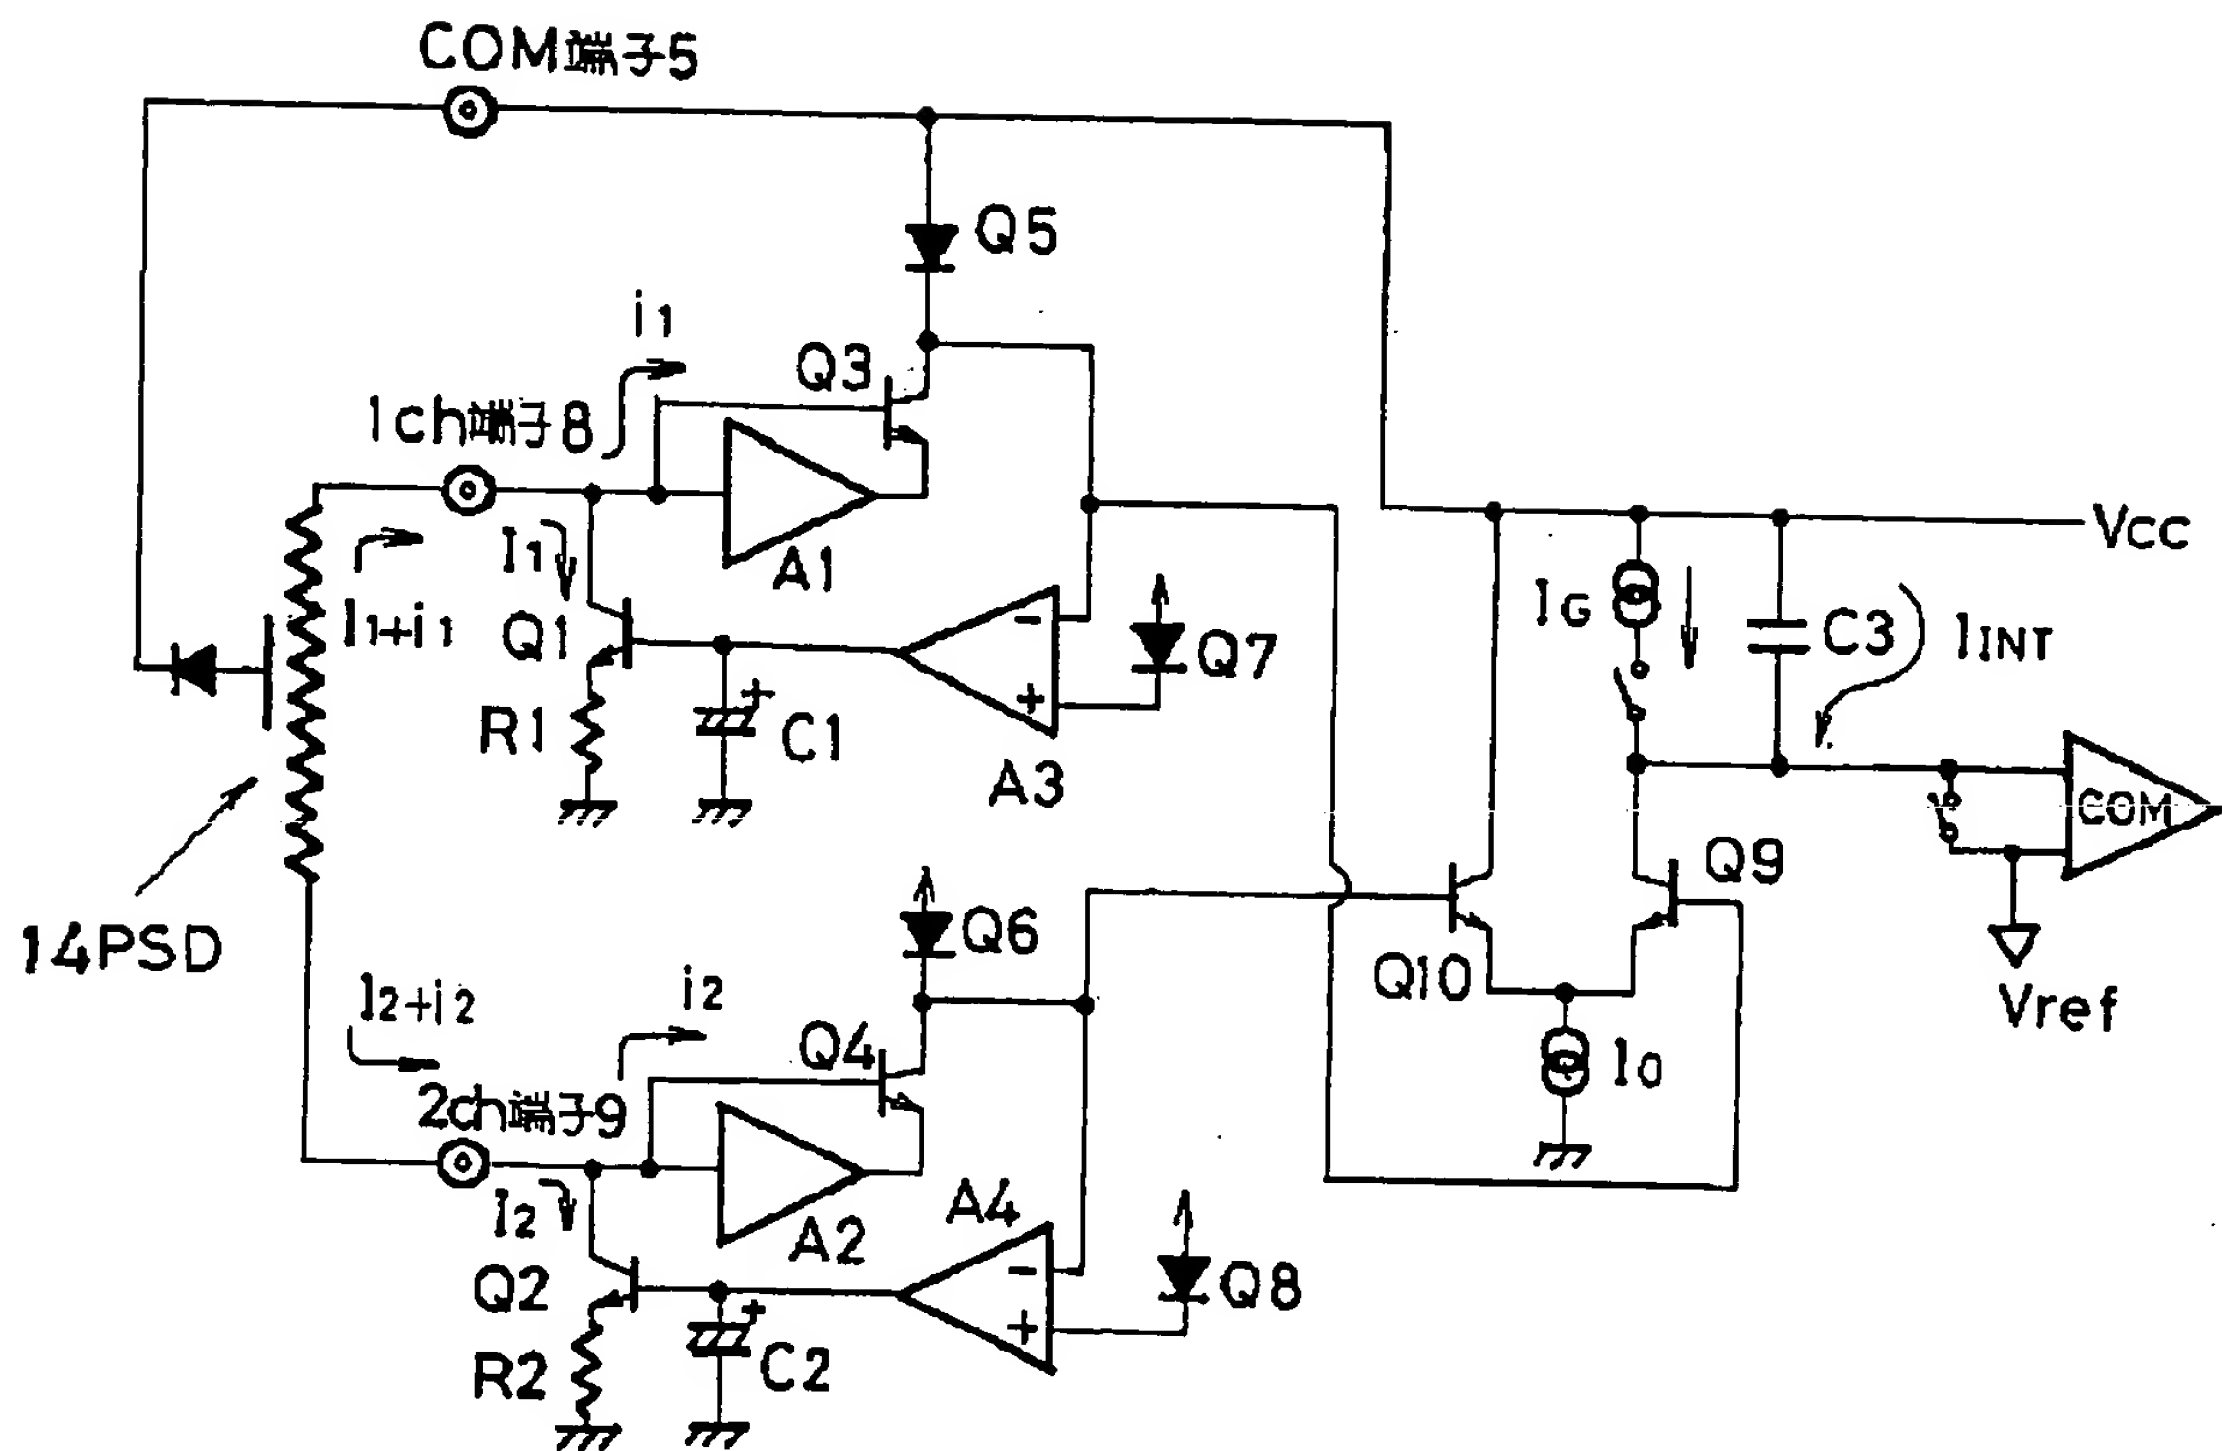 COM端子5
Q5
i1
Q3
1ch端子8
I1
A1
I1+i1
Q1
R1
C1
-
+
A3
Q7
Vcc
IG
C3
IINT
COM
Q9
Q10
I0
Vref
14PSD
Q6
I2+i2
i2
Q4
2ch端子9
I2
A2
A4
Q2
R2
C2
-
+
Q8
+
+